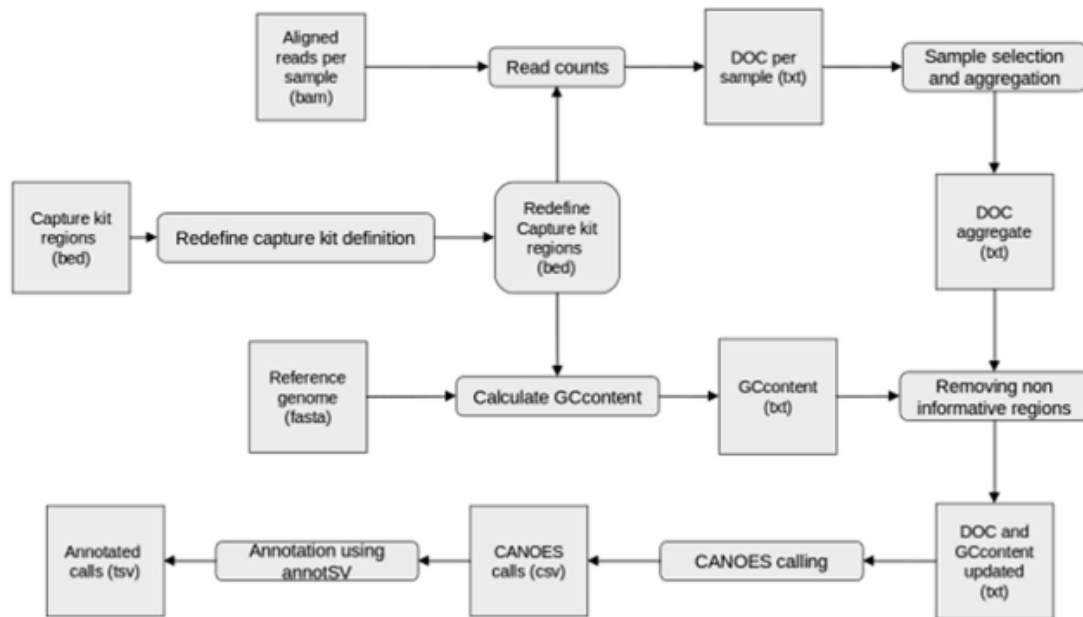 Aligned
reads per
sample
(bam)
Read counts
DOC per
sample (txt)
Sample selection
and aggregation
Capture kit
regions
(bed)
Redefine capture kit definition
Redefine
Capture kit
regions
(bed)
DOC
aggregate
(txt)
Reference
genome
(fasta)
Calculate GCcontent
GCcontent
(txt)
Removing non
informative regions
Annotated
calls (tsv)
Annotation using
annotSV
CANOES
calls (csv)
CANOES calling
DOC and
GCcontent
updated
(txt)